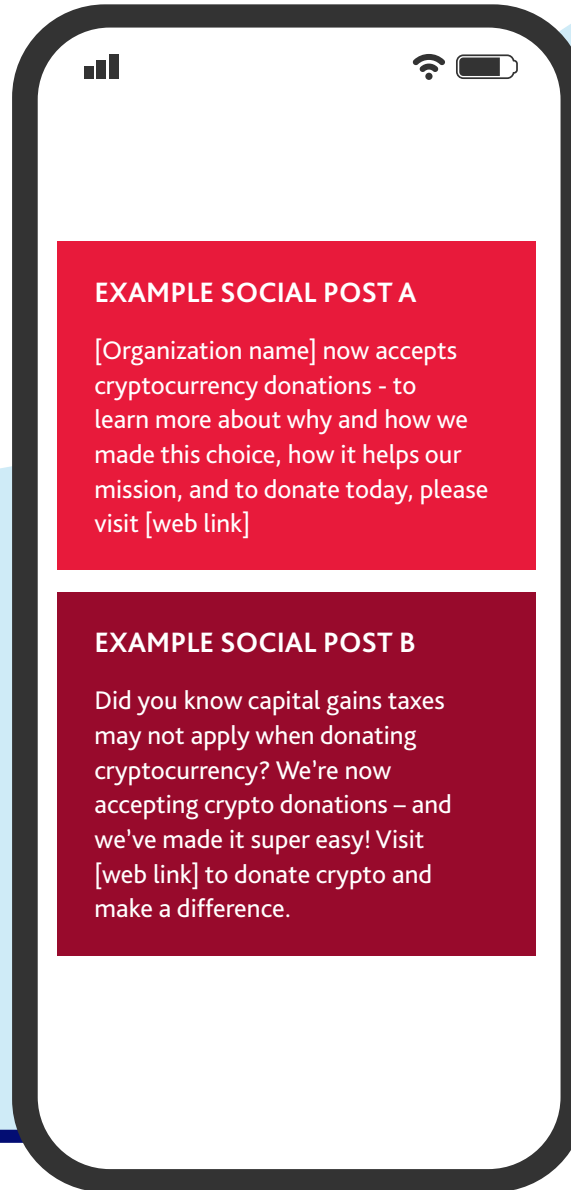 EXAMPLE SOCIAL POST A
[Organization name] now accepts
cryptocurrency donations - to
learn more about why and how we
made this choice, how it helps our
mission, and to donate today, please
visit [web link]
EXAMPLE SOCIAL POST B
Did you know capital gains taxes
may not apply when donating
cryptocurrency? We’re now
accepting crypto donations – and
we’ve made it super easy! Visit
[web link] to donate crypto and
make a difference.